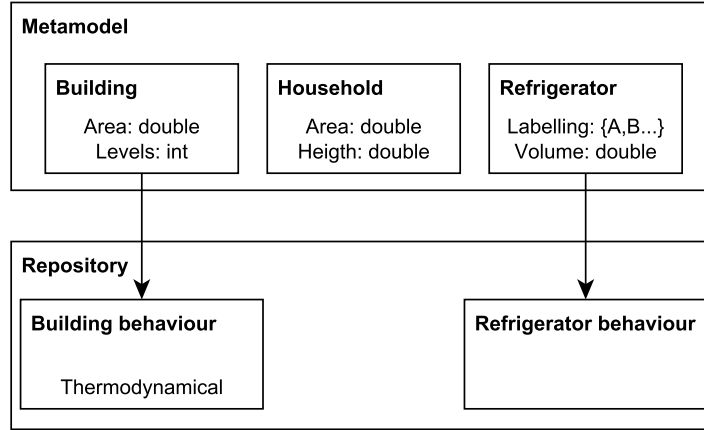 Metamodel
Building
Area: double
Levels: int
Household
Area: double
Heigth: double
Refrigerator
Labelling: {A,B...}
Volume: double
Repository
Building behaviour
Thermodynamical
Refrigerator behaviour